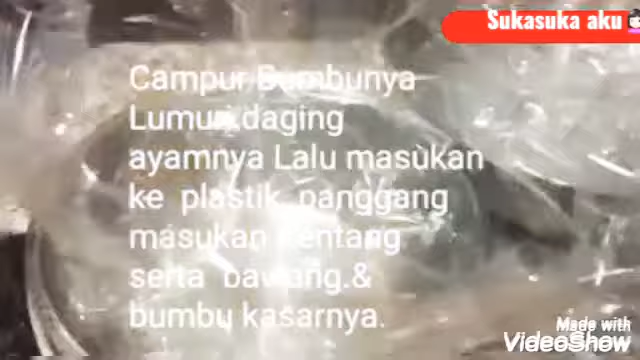 Sukasuka aku
Campur Bumbunya
Lumuri daging
ayamnya Lalu masukan
ke plastik panggang
masukan kentang
serta bawang.&
bumbu kasarnya.
Made with
VideoShow